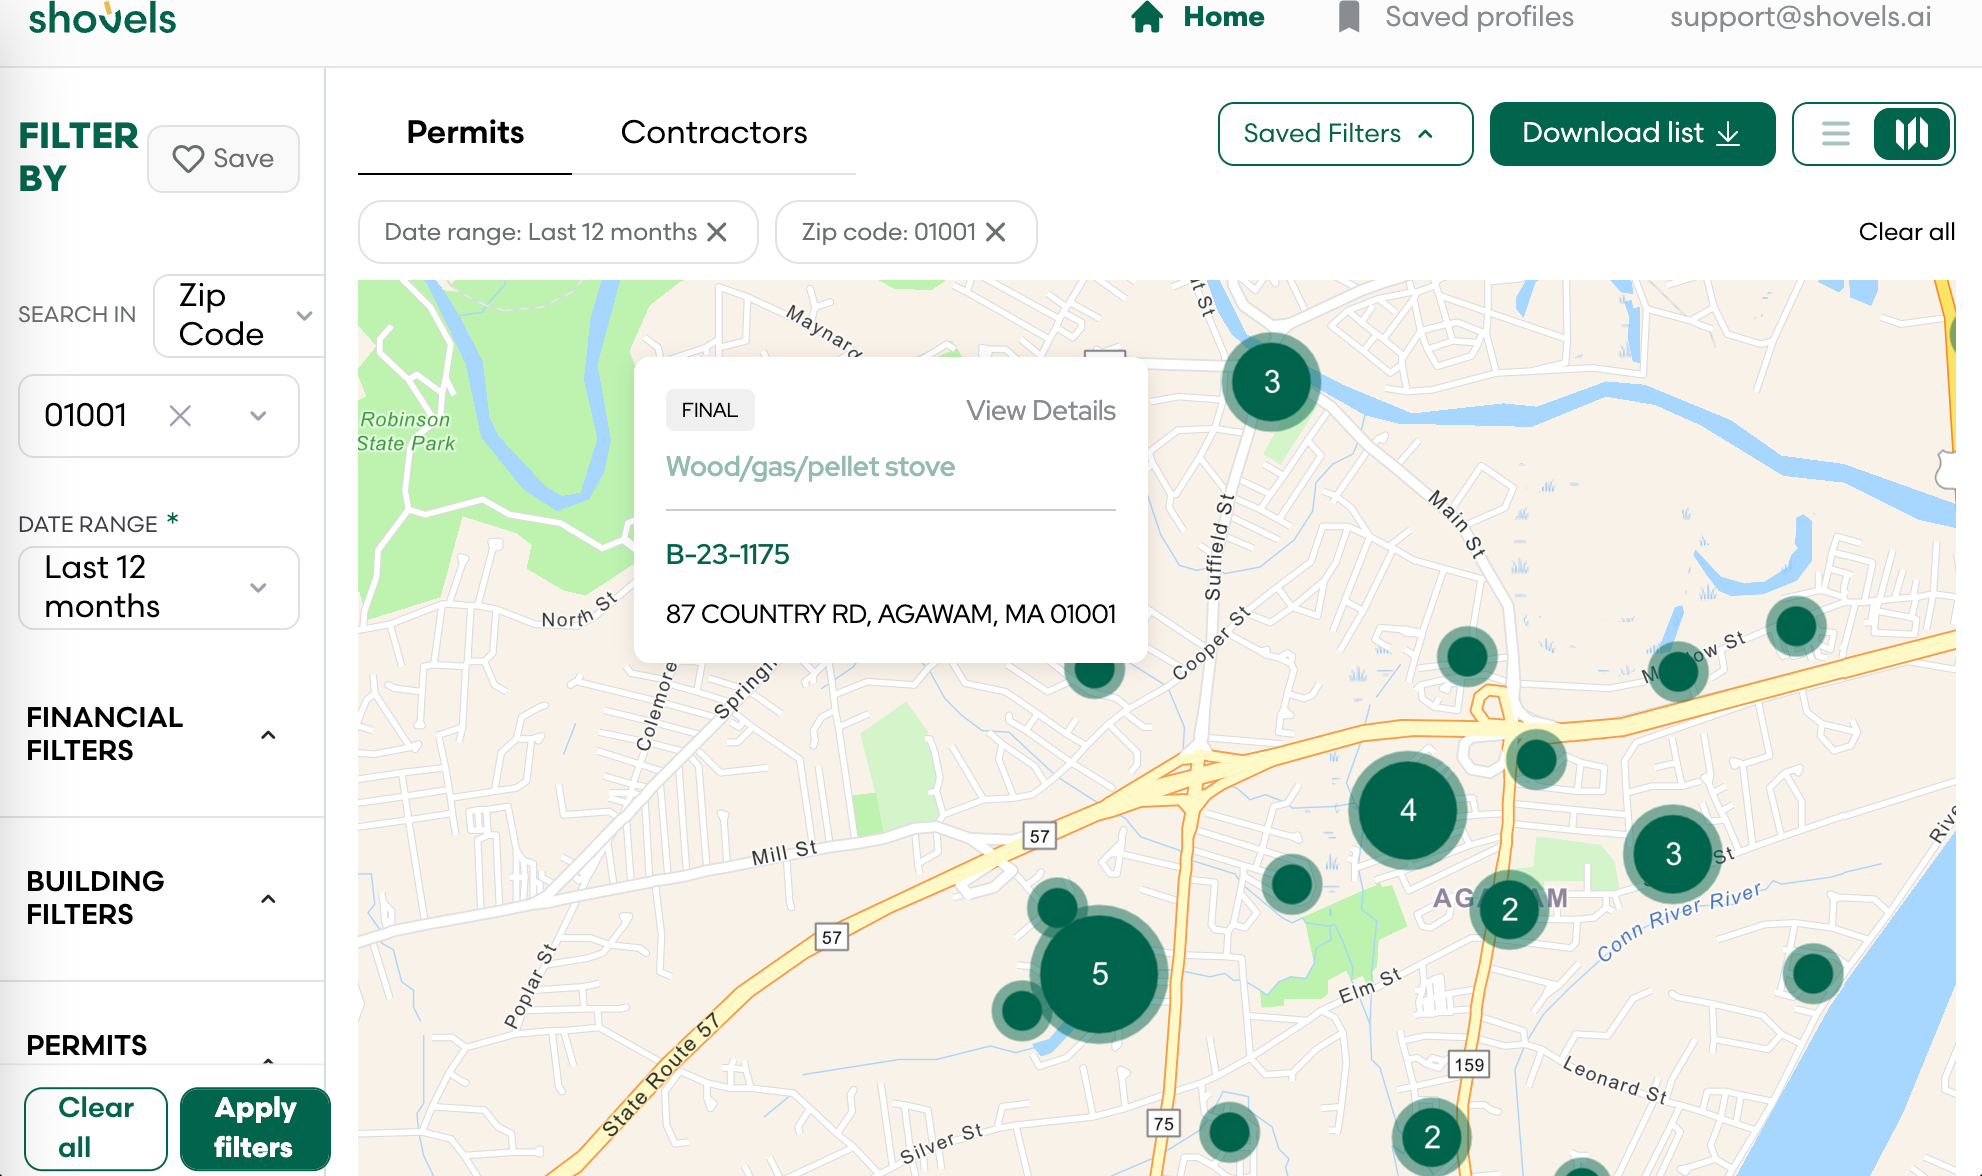 shovels
Home
Saved profiles
support@shovels.ai
FILTER
BY
Save
SEARCH IN
Zip
Code
01001
DATE RANGE *
Last 12
months
FINANCIAL
FILTERS
BUILDING
FILTERS
PERMITS
Clear
all
Apply
filters
Permits
Contractors
Saved Filters
Download list
Date range: Last 12 months
Zip code: 01001
Clear all
Maynard
Robinson
State Park
3
FINAL
View Details
Wood/gas/pellet stove
B-23-1175
87 COUNTRY RD, AGAWAM, MA 01001
Main St
Suffield St
North St
Cooper St
Colemore
57
4
Mill St
3
St
2
57
Conn River River
Poplar St
5
Elm St
State Route 57
159
Leonard St
75
Silver St
2